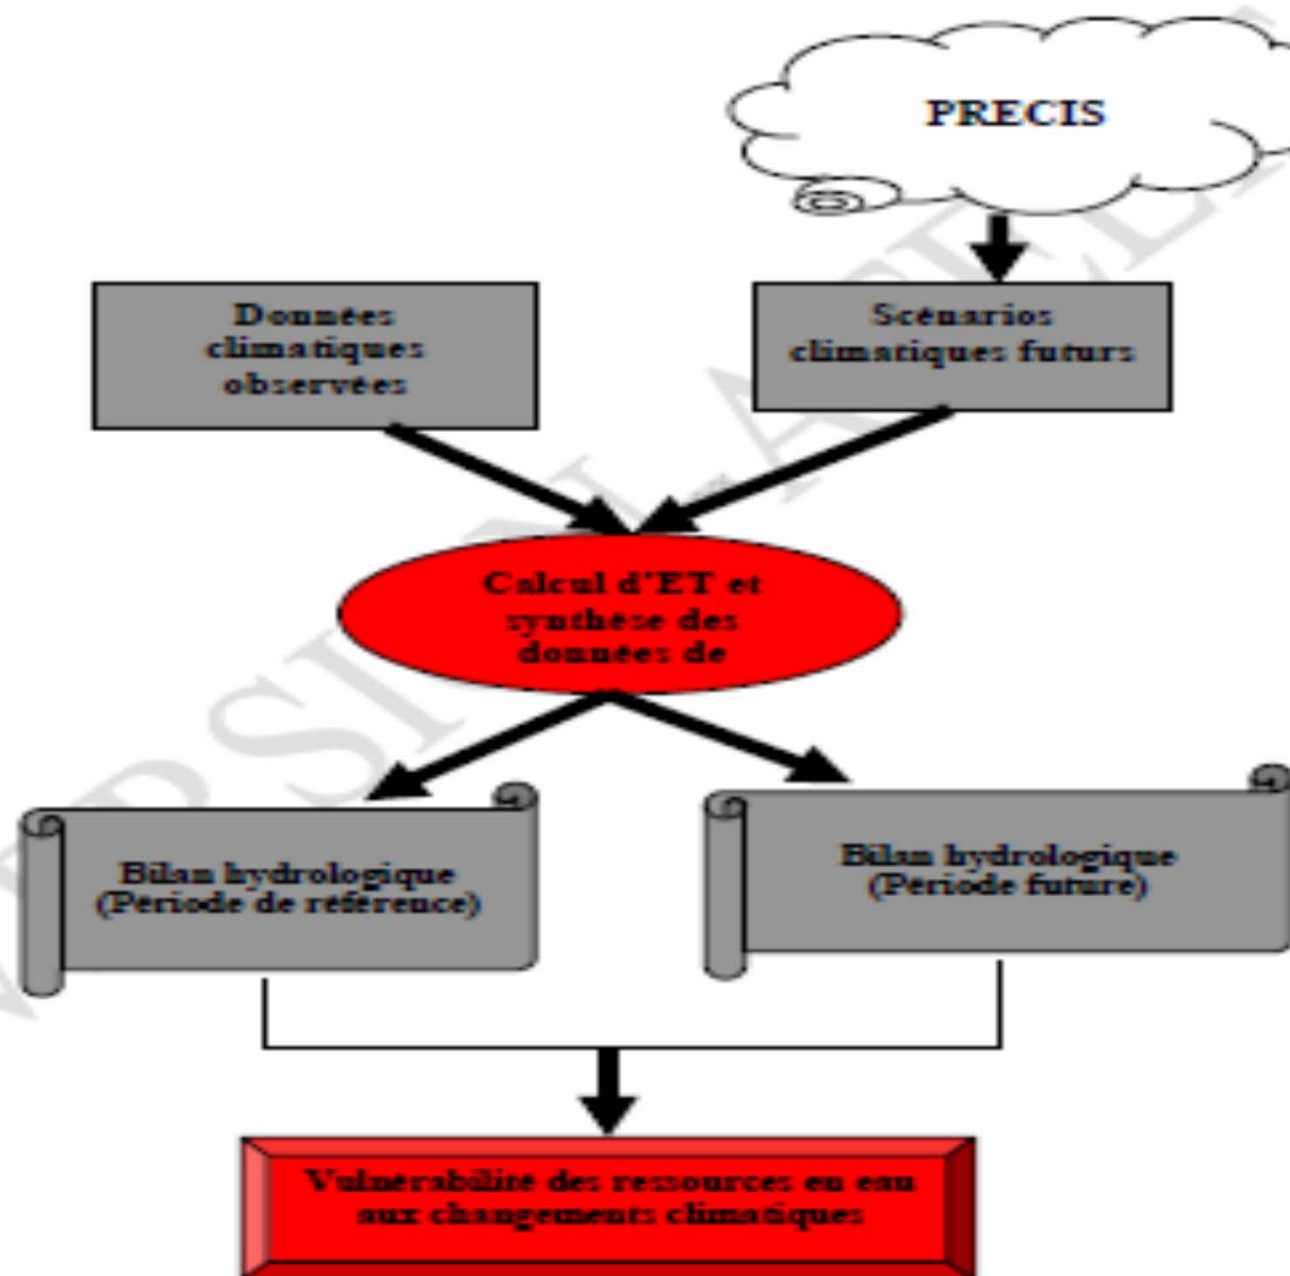 PRECIS
Données
climatiques
observées
Scénarios
climatiques futurs
Calcul d'ET et
synthèse des
données de
Bilan hydrologique
(Période de référence)
Bilan hydrologique
(Période future)
Vulnérabilité des ressources en eau
aux changements climatiques